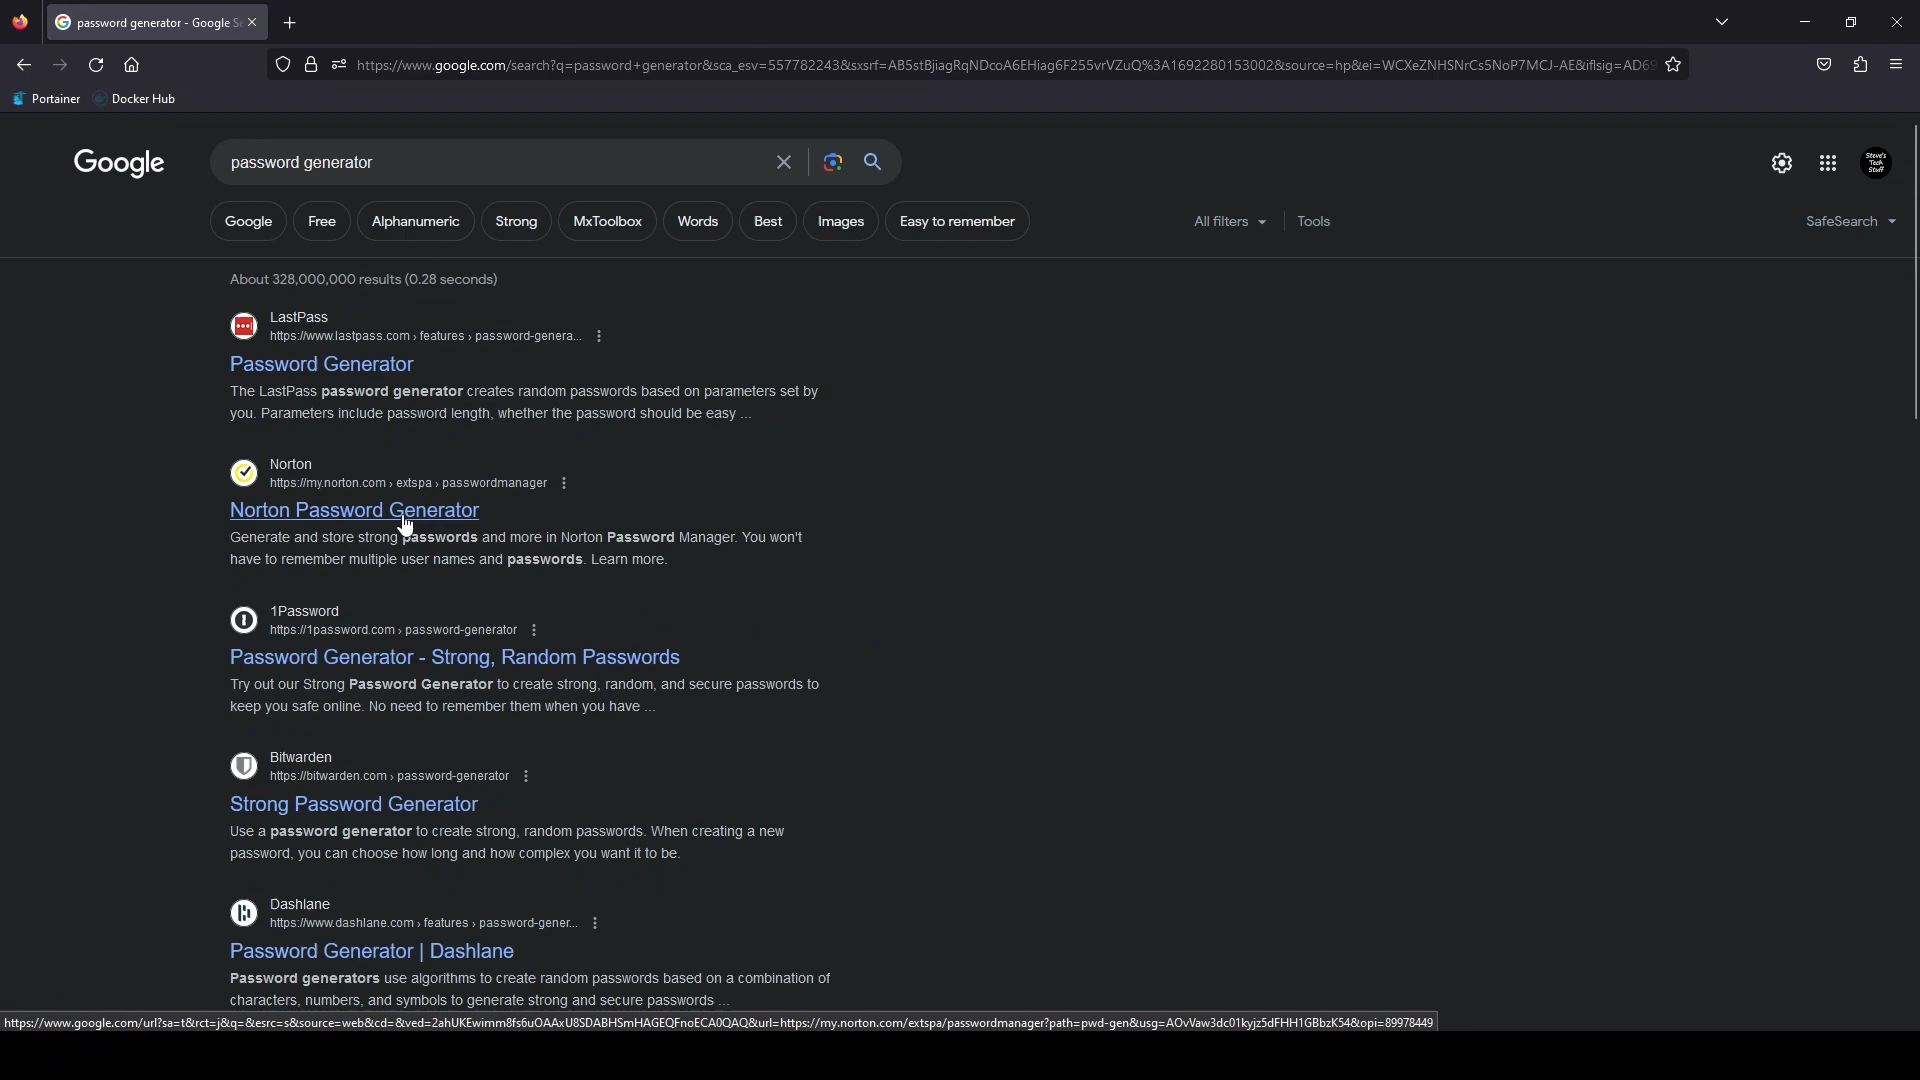 password generator - Google S
https://www.google.com/search?q=password+generator&sca_esv=557782243&sxsrf=AB5stBjiagRqNDcoA6EHiag6F255vrVZuQ%3A1692280153002&source=hp&ei=WCXeZNHSNrCs5NoP7MCJ-AE&iflsig=AD69
Portainer Docker Hub
Google password generator Steve's Tech Stuff
Google Free Alphanumeric Strong MxToolbox Words Best Images Easy to remember All filters Tools SafeSearch
About 328,000,000 results (0.28 seconds)
LastPass
https://www.lastpass.com › features › password-genera...
Password Generator
The LastPass password generator creates random passwords based on parameters set by
you. Parameters include password length, whether the password should be easy ...
Norton
https://my.norton.com › extspa › passwordmanager
Norton Password Generator
Generate and store strong passwords and more in Norton Password Manager. You won't
have to remember multiple user names and passwords. Learn more.
1Password
https://1password.com › password-generator
Password Generator - Strong, Random Passwords
Try out our Strong Password Generator to create strong, random, and secure passwords to
keep you safe online. No need to remember them when you have ...
Bitwarden
https://bitwarden.com › password-generator
Strong Password Generator
Use a password generator to create strong, random passwords. When creating a new
password, you can choose how long and how complex you want it to be.
Dashlane
https://www.dashlane.com › features › password-gener...
Password Generator | Dashlane
Password generators use algorithms to create random passwords based on a combination of
characters, numbers, and symbols to generate strong and secure passwords ...
https://www.google.com/url?sa=t&rct=j&q=&esrc=s&source=web&cd=&ved=2ahUKEwimm8fs6uOAAxU8SDABHSmHAGEQFnoECA0QAQ&url=https://my.norton.com/extspa/passwordmanager?path=pwd-gen&usg=AOvVaw3dc01kyjz5dFHH1GBbzK54&opi=89978449